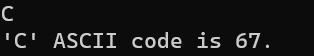 C
'C' ASCII code is 67.